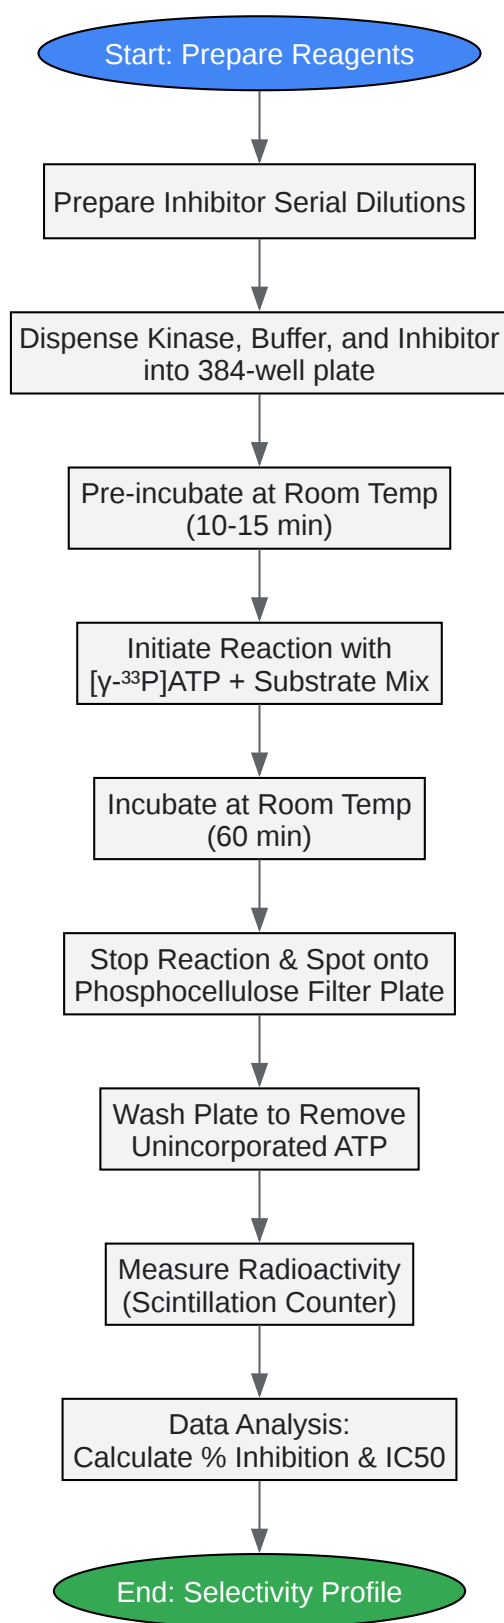 Start: Prepare Reagents
Prepare Inhibitor Serial Dilutions
Dispense Kinase, Buffer, and Inhibitor
into 384-well plate
Pre-incubate at Room Temp
(10-15 min)
Initiate Reaction with
[γ-³³P]ATP + Substrate Mix
Incubate at Room Temp
(60 min)
Stop Reaction & Spot onto
Phosphocellulose Filter Plate
Wash Plate to Remove
Unincorporated ATP
Measure Radioactivity
(Scintillation Counter)
Data Analysis:
Calculate % Inhibition & IC50
End: Selectivity Profile